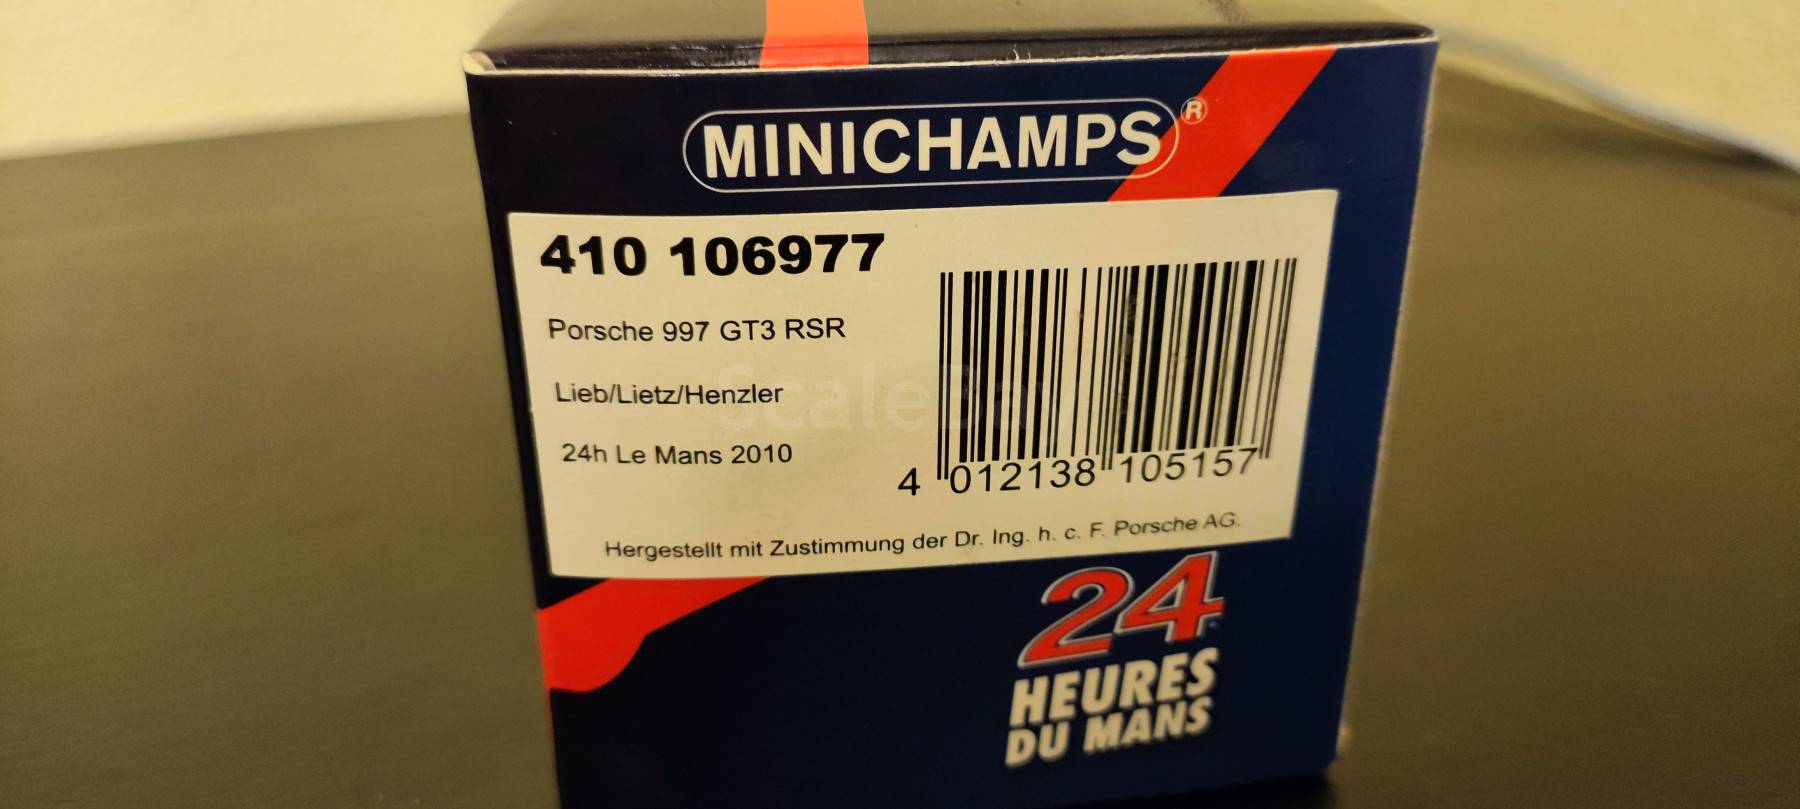 MINICHAMPS®
410 106977
Porsche 997 GT3 RSR
Lieb/Lietz/Henzler
24h Le Mans 2010
4 012138 105157
Hergestellt mit Zustimmung der Dr. Ing. h. c. F. Porsche AG.
24
HEURES
DU MANS
ScaleBay